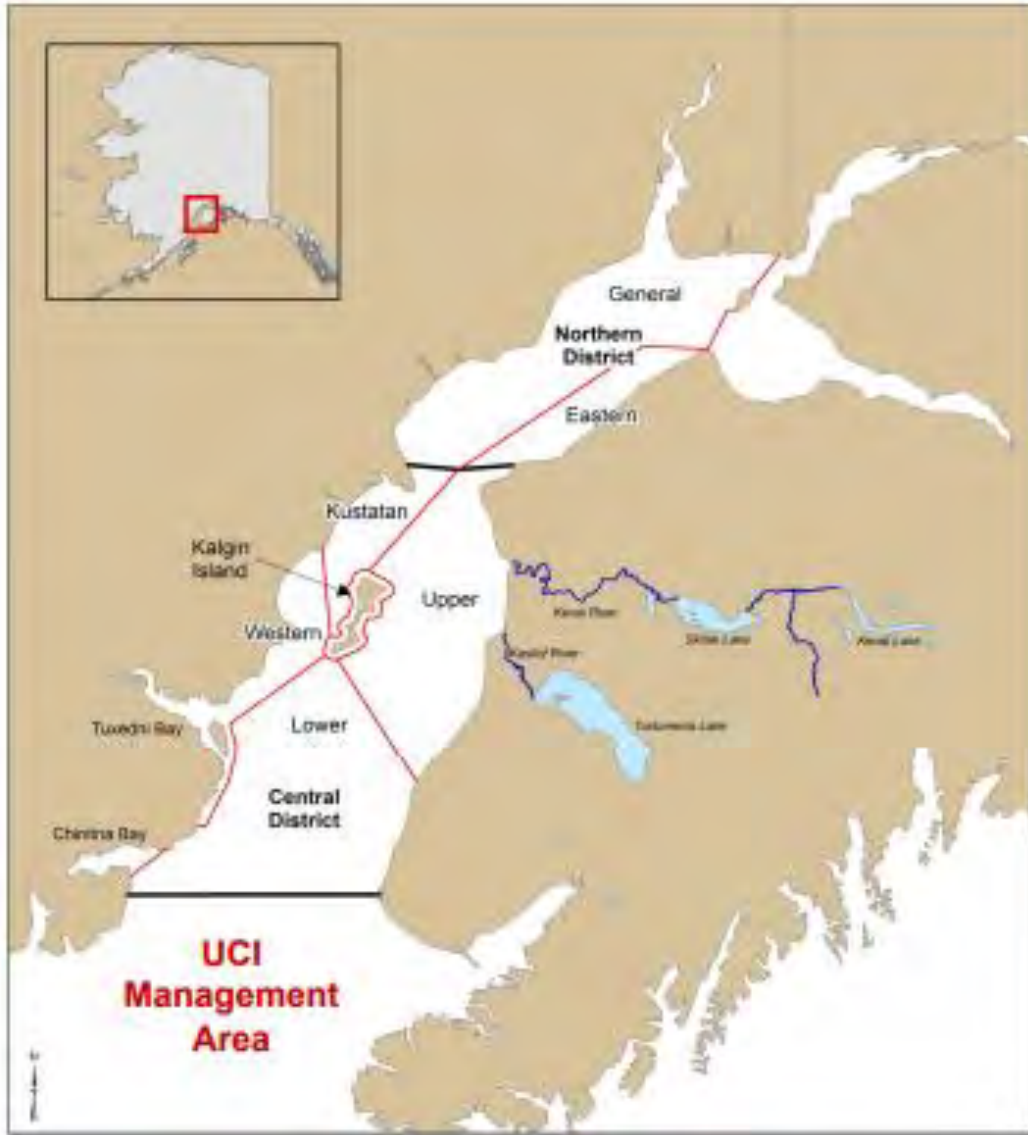 General
Northern
District
Eastern
Kustatan
Kalgin
Island
Upper
Western
Kenai River
Skilak Lake
Kenai Lake
Kasilof River
Tustumena Lake
Lower
Tuxedni Bay
Central
District
Chinitna Bay
UCI
Management
Area